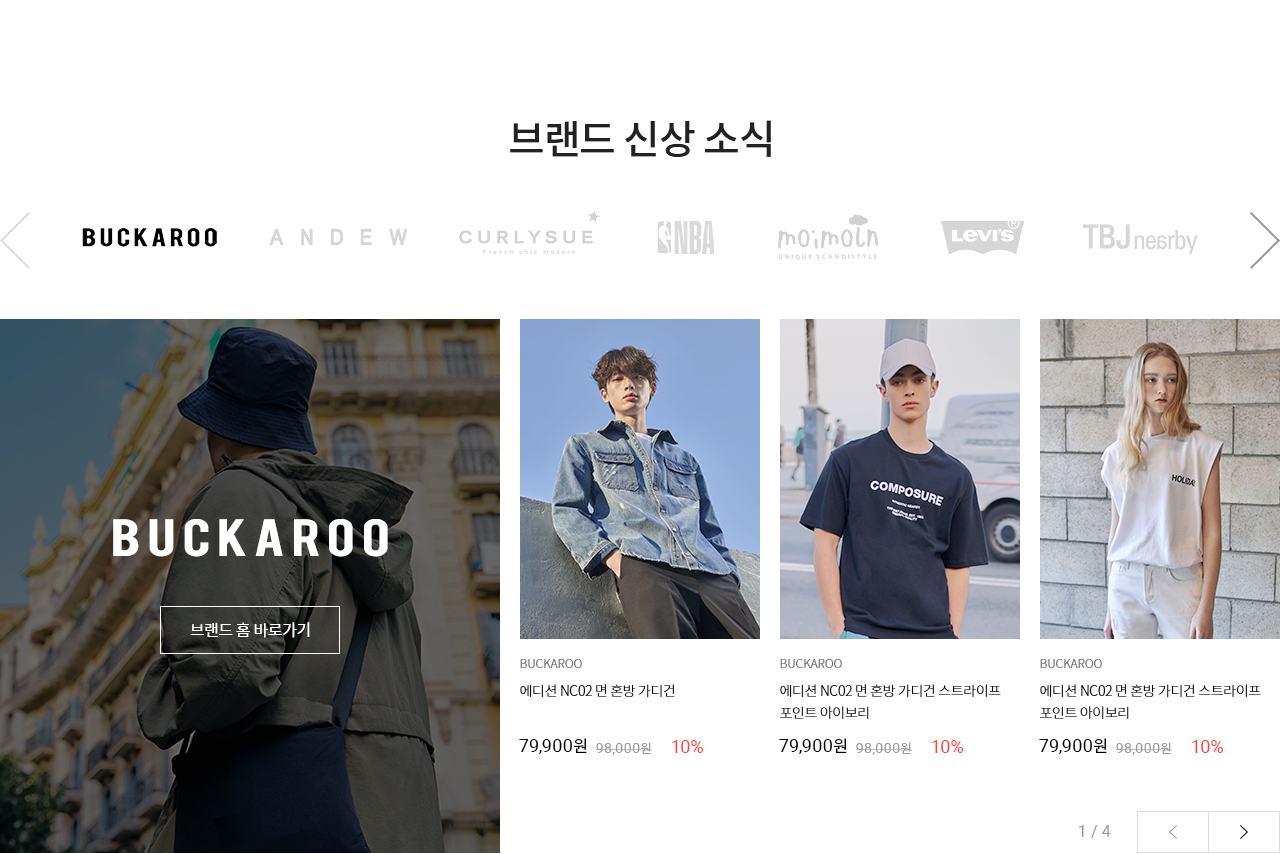 브랜드 신상 소식
BUCKAROO
ANDEW
CURLYSUE
French chic modern
NBA
moimoln
UNIQUE SCANDISTYLE
LEVI'S
®
TBJ nearby
BUCKAROO
브랜드 홈 바로가기
COMPOSURE
HOLIDAY
BUCKAROO
에디션 NC02 면 혼방 가디건
79,900원 98,000원 10%
BUCKAROO
에디션 NC02 면 혼방 가디건 스트라이프
포인트 아이보리
79,900원 98,000원 10%
BUCKAROO
에디션 NC02 면 혼방 가디건 스트라이프
포인트 아이보리
79,900원 98,000원 10%
1 / 4